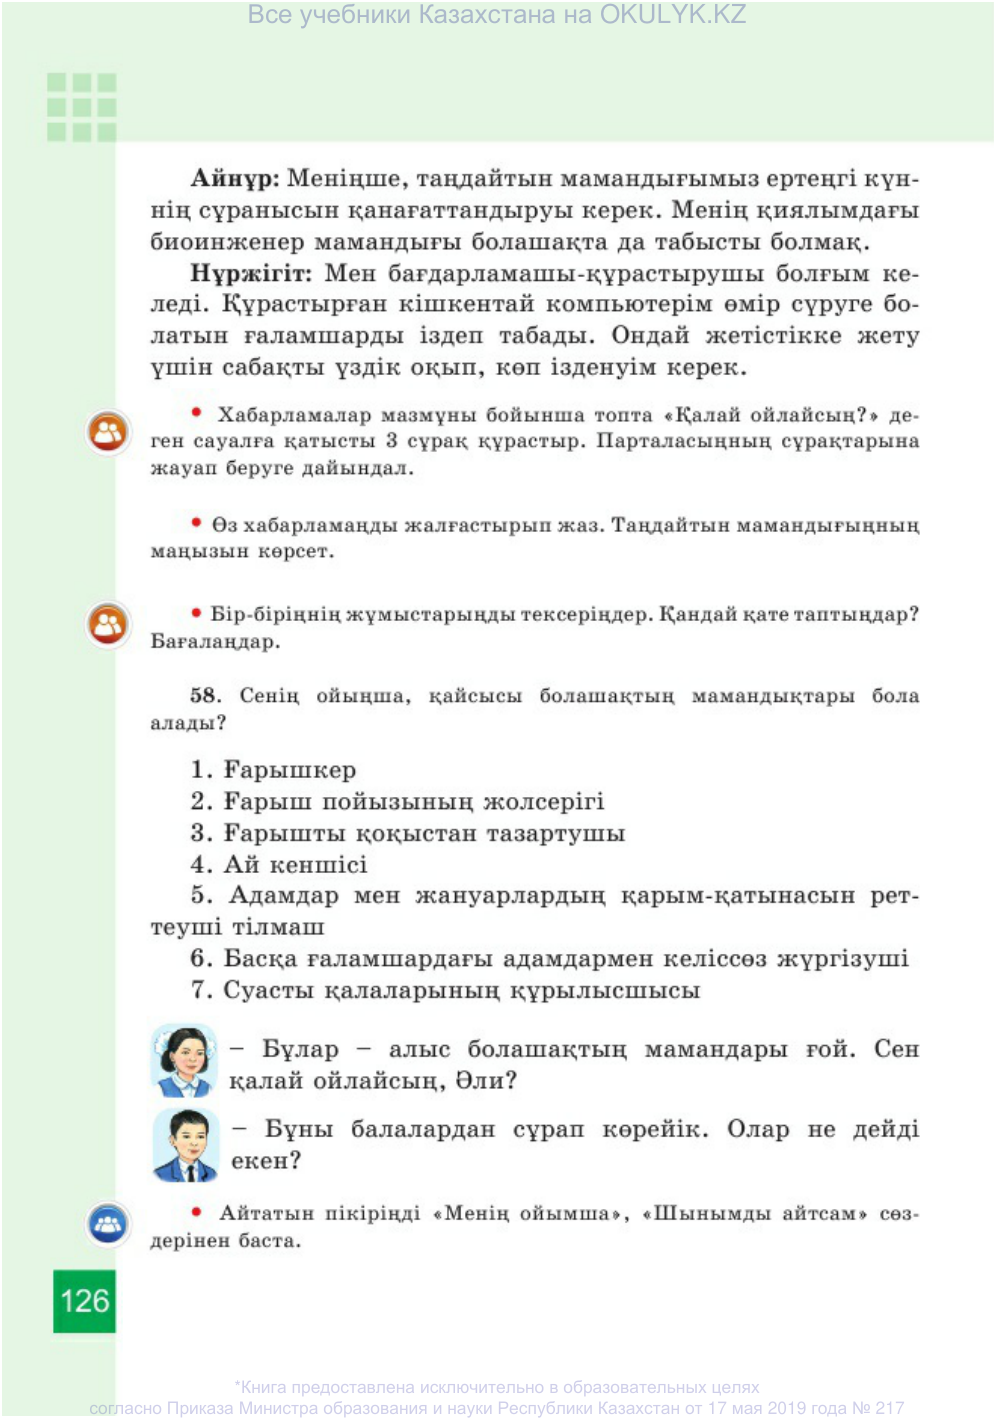 Все учебники Казахстана на OKULYK.KZ
Айнұр: Меніңше, таңдайтын мамандығымыз ертеңгі күн-
нің сұранысын қанағаттандыруы керек. Менің қиялымдағы
биоинженер мамандығы болашақта да табысты болмақ.
Нұржігіт: Мен бағдарламашы-құрастырушы болғым ке-
леді. Құрастырған кішкентай компьютерім өмір сүруге бо-
латын ғаламшарды іздеп табады. Ондай жетістікке жету
үшін сабақты үздік оқып, көп ізденуім керек.
• Хабарламалар мазмұны бойынша топта «Қалай ойлайсың?» де-
ген сауалға қатысты 3 сұрақ құрастыр. Парталасыңның сұрақтарына
жауап беруге дайындал.
• Өз хабарламаңды жалғастырып жаз. Таңдайтын мамандығыңның
маңызын көрсет.
• Бір-біріңнің жұмыстарыңды тексеріңдер. Қандай қате таптыңдар?
Бағалаңдар.
58. Сенің ойыңша, қайсысы болашақтың мамандықтары бола
алады?
1. Ғарышкер
2. Ғарыш пойызының жолсерігі
3. Ғарышты қоқыстан тазартушы
4. Ай кеншісі
5. Адамдар мен жануарлардың қарым-қатынасын рет-
теуші тілмаш
6. Басқа ғаламшардағы адамдармен келіссөз жүргізуші
7. Суасты қалаларының құрылысшысы
– Бұлар – алыс болашақтың мамандары ғой. Сен
қалай ойлайсың, Әли?
– Бұны балалардан сұрап көрейік. Олар не дейді
екен?
• Айтатын пікіріңді «Менің ойымша», «Шынымды айтсам» сөз-
дерінен баста.
126
*Книга предоставлена исключительно в образовательных целях
согласно Приказа Министра образования и науки Республики Казахстан от 17 мая 2019 года № 217